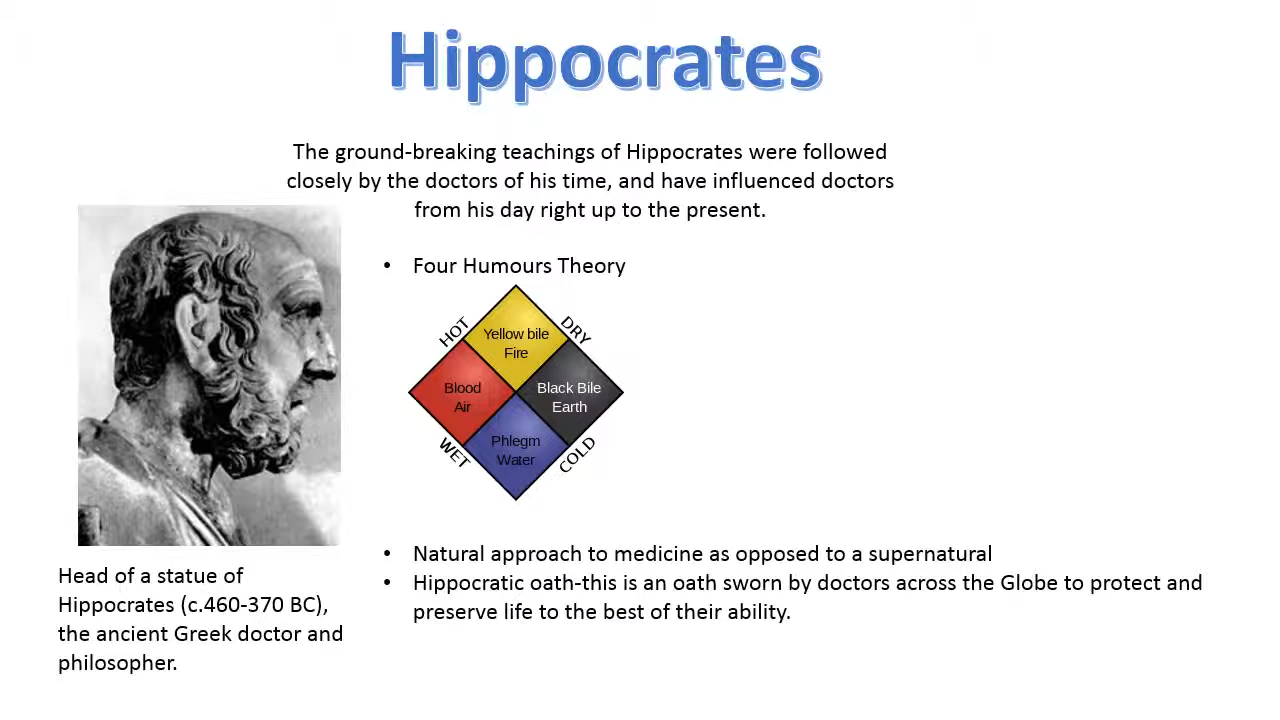 Hippocrates
The ground-breaking teachings of Hippocrates were followed
closely by the doctors of his time, and have influenced doctors
from his day right up to the present.
• Four Humours Theory
HOT
DRY
Yellow bile
Fire
Blood
Air
Black Bile
Earth
Phlegm
Water
WET
COLD
• Natural approach to medicine as opposed to a supernatural
• Hippocratic oath-this is an oath sworn by doctors across the Globe to protect and
preserve life to the best of their ability.
Head of a statue of
Hippocrates (c.460-370 BC),
the ancient Greek doctor and
philosopher.